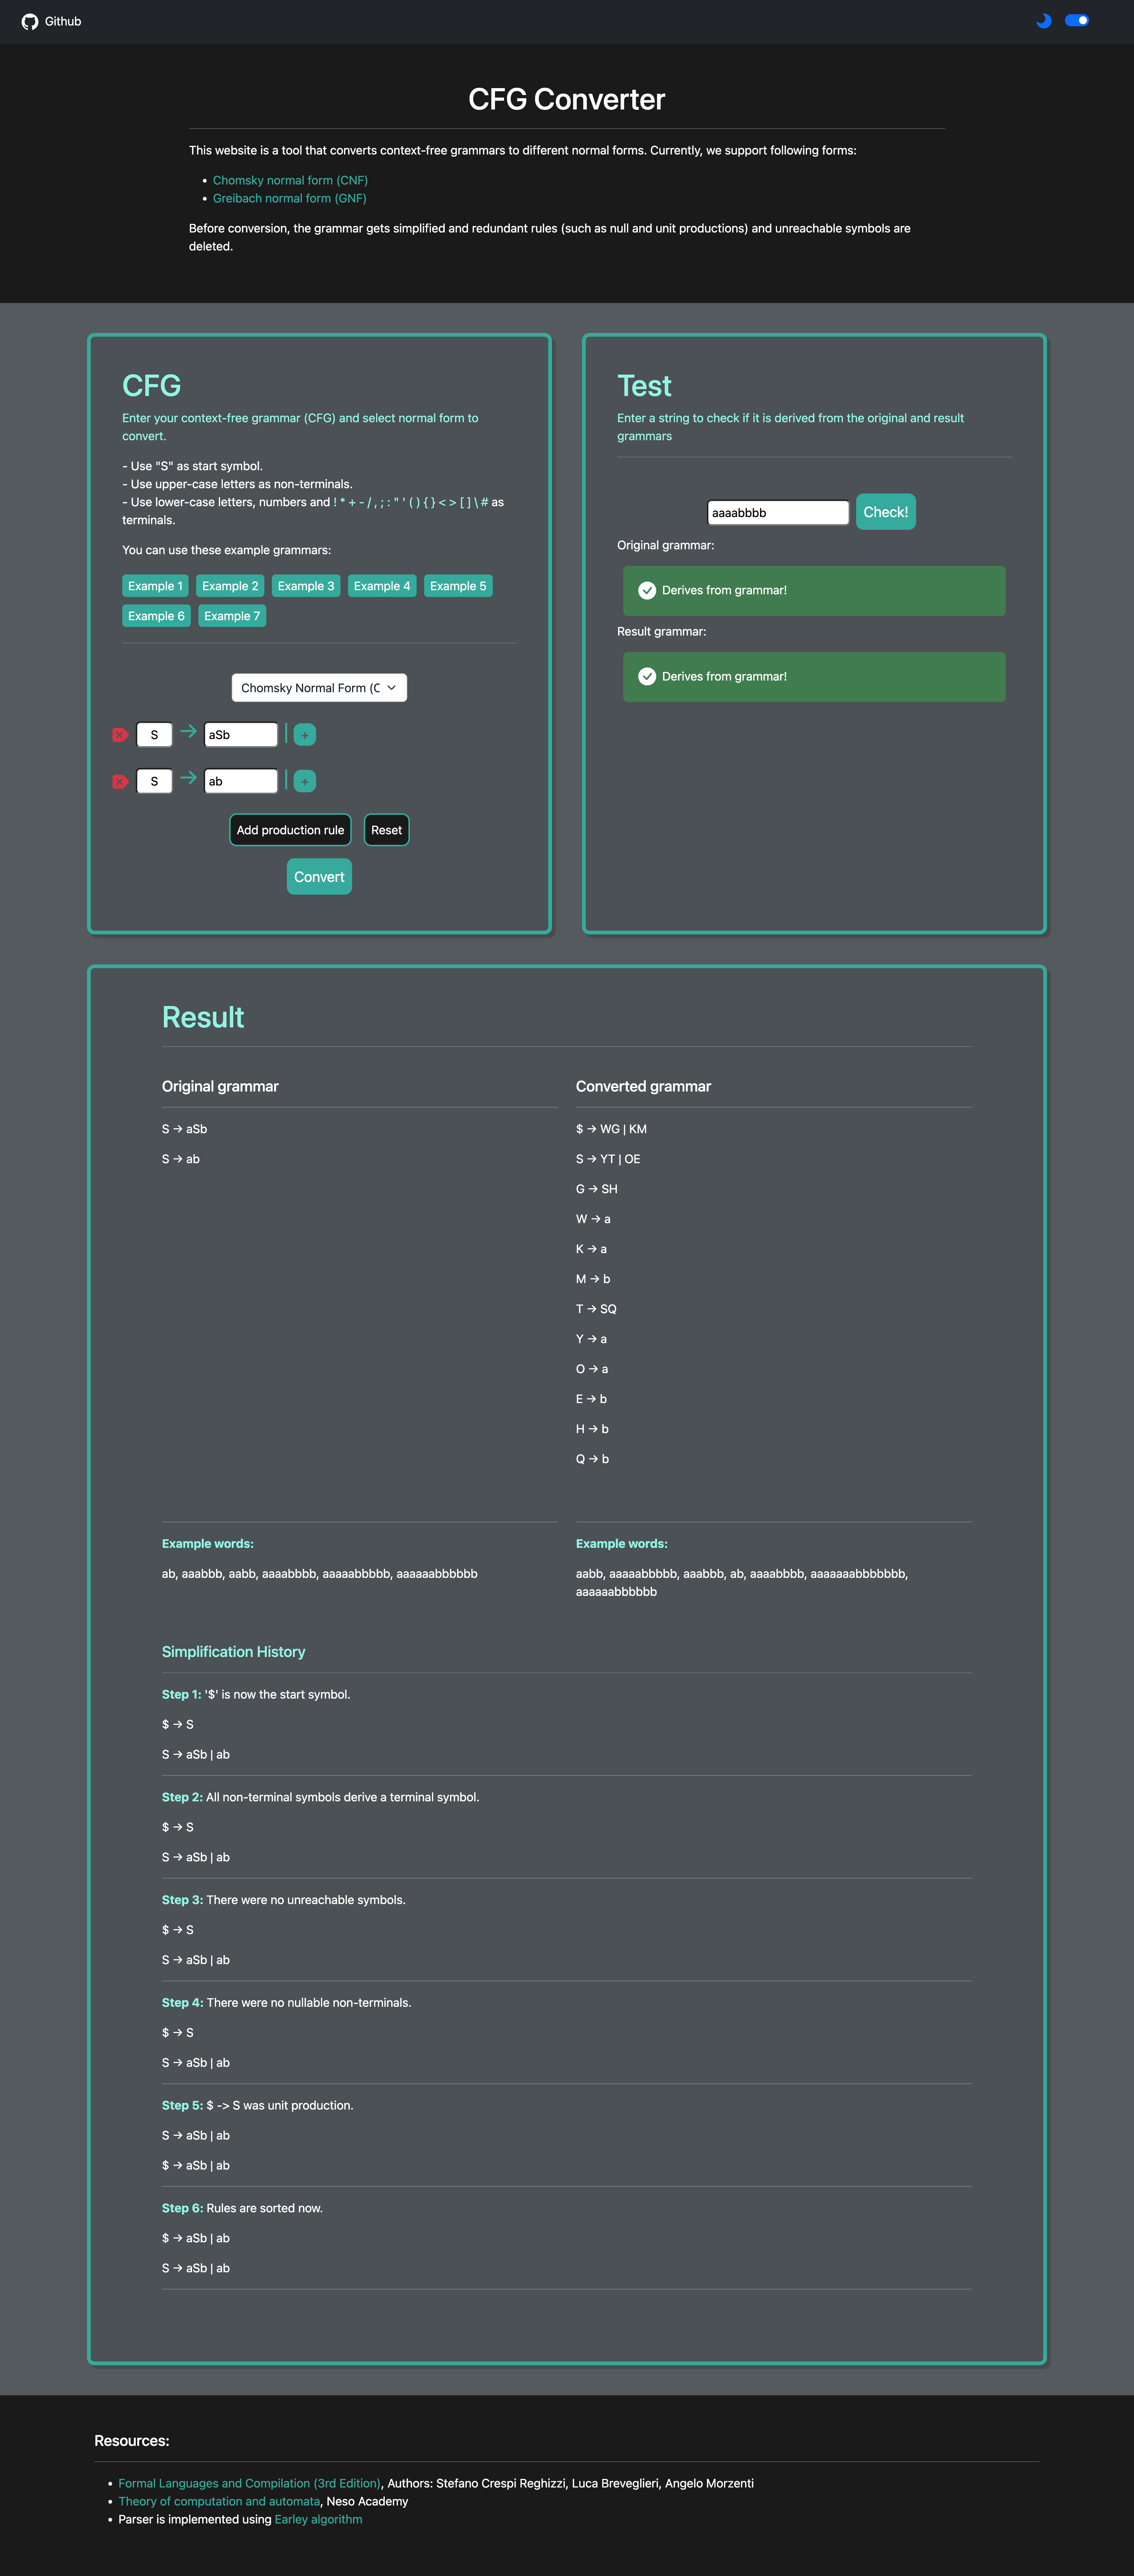 Github
CFG Converter
This website is a tool that converts context-free grammars to different normal forms. Currently, we support following forms:
• Chomsky normal form (CNF)
• Greibach normal form (GNF)
Before conversion, the grammar gets simplified and redundant rules (such as null and unit productions) and unreachable symbols are
deleted.
CFG
Enter your context-free grammar (CFG) and select normal form to
convert.
- Use "S" as start symbol.
- Use upper-case letters as non-terminals.
- Use lower-case letters, numbers and ! * + - / , ; : " ' ( ) { } < > [ ] \ # as
terminals.
You can use these example grammars:
Example 1 Example 2 Example 3 Example 4 Example 5
Example 6 Example 7
Chomsky Normal Form (C
S → aSb | +
S → ab | +
Add production rule Reset
Convert
Test
Enter a string to check if it is derived from the original and result
grammars
aaaabbbb Check!
Original grammar:
Derives from grammar!
Result grammar:
Derives from grammar!
Result
Original grammar
S → aSb
S → ab
Converted grammar
$ → WG | KM
S → YT | OE
G → SH
W → a
K → a
M → b
T → SQ
Y → a
O → a
E → b
H → b
Q → b
Example words:
ab, aaabbb, aabb, aaaabbbb, aaaaabbbbb, aaaaaabbbbbb
Example words:
aabb, aaaaabbbbb, aaabbb, ab, aaaabbbb, aaaaaaabbbbbbb,
aaaaaabbbbbb
Simplification History
Step 1: '$' is now the start symbol.
$ → S
S → aSb | ab
Step 2: All non-terminal symbols derive a terminal symbol.
$ → S
S → aSb | ab
Step 3: There were no unreachable symbols.
$ → S
S → aSb | ab
Step 4: There were no nullable non-terminals.
$ → S
S → aSb | ab
Step 5: $ -> S was unit production.
S → aSb | ab
$ → aSb | ab
Step 6: Rules are sorted now.
$ → aSb | ab
S → aSb | ab
Resources:
• Formal Languages and Compilation (3rd Edition), Authors: Stefano Crespi Reghizzi, Luca Breveglieri, Angelo Morzenti
• Theory of computation and automata, Neso Academy
• Parser is implemented using Earley algorithm